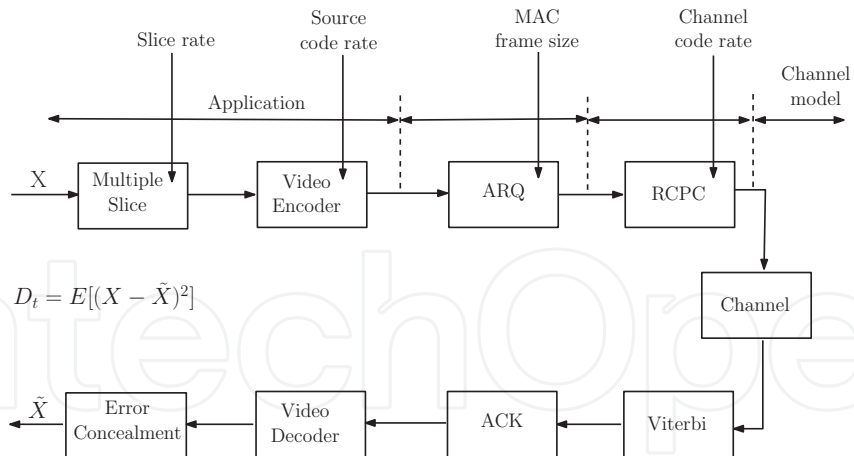 Slice rate
Source
code rate
MAC
frame size
Channel
code rate
Application
Channel
model
X
Multiple
Slice
Video
Encoder
ARQ
RCPC
D_t = E[(X − X̃)²]
Channel
X̃
Error
Concealment
Video
Decoder
ACK
Viterbi
ntechOpe